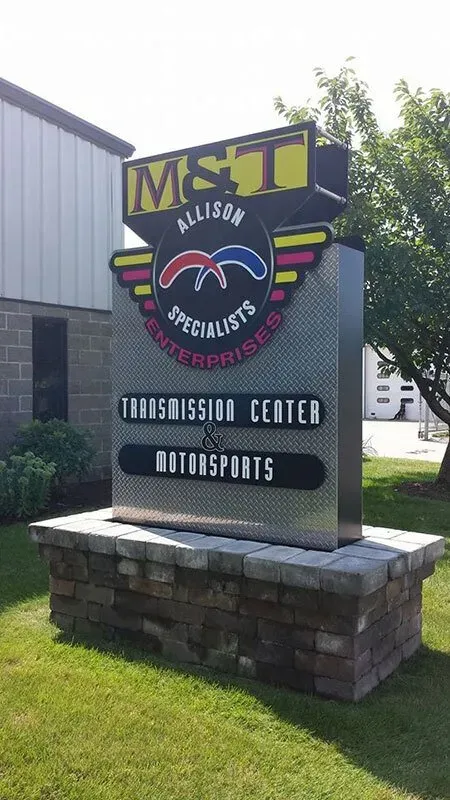 M&T
ALLISON
SPECIALISTS
ENTERPRISES
TRANSMISSION CENTER
&
MOTORSPORTS